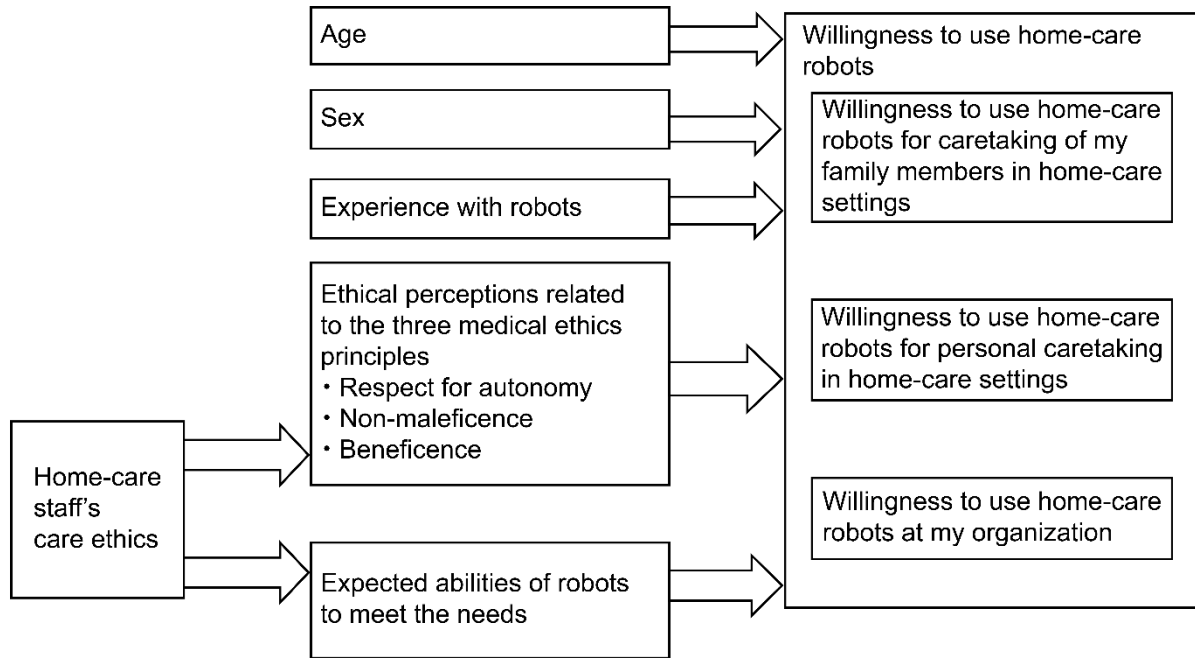 Age
Sex
Experience with robots
Ethical perceptions related
to the three medical ethics
principles
・Respect for autonomy
・Non-maleficence
・Beneficence
Home-care
staff’s
care ethics
Expected abilities of robots
to meet the needs
Willingness to use home-care
robots
Willingness to use home-care
robots for caretaking of my
family members in home-care
settings
Willingness to use home-care
robots for personal caretaking
in home-care settings
Willingness to use home-care
robots at my organization